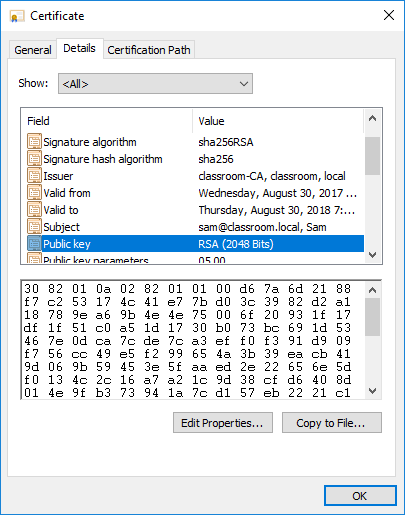 Certificate
General Details Certification Path
Show: <All>
Field Value
Signature algorithm sha256RSA
Signature hash algorithm sha256
Issuer classroom-CA, classroom, local
Valid from Wednesday, August 30, 2017 ...
Valid to Thursday, August 30, 2018 7:...
Subject sam@classroom.local, Sam
Public key RSA (2048 Bits)
Public key parameters 05 00
30 82 01 0a 02 82 01 01 00 d6 7a 6d 21 88
f7 c2 53 17 4c 41 e7 7b d0 3c 39 82 d2 a1
18 78 9e a6 9b 4e 4e 75 00 6f 20 93 1f 17
df 1f 51 c0 a5 1d 17 30 b0 73 bc 69 1d 53
46 7e 0d ca 7c de 7c a3 ef f0 f3 91 d9 09
f7 56 cc 49 e5 f2 99 65 4a 3b 39 ea cb 41
9d 06 9b 59 45 3e 5f aa ed 2e 22 65 6e 5d
f0 13 4c 2c 16 a7 a2 1c 9d 38 cf d6 40 8d
01 4e 9f b3 73 94 1a 7c d1 57 eb 22 21 c1
Edit Properties... Copy to File...
OK